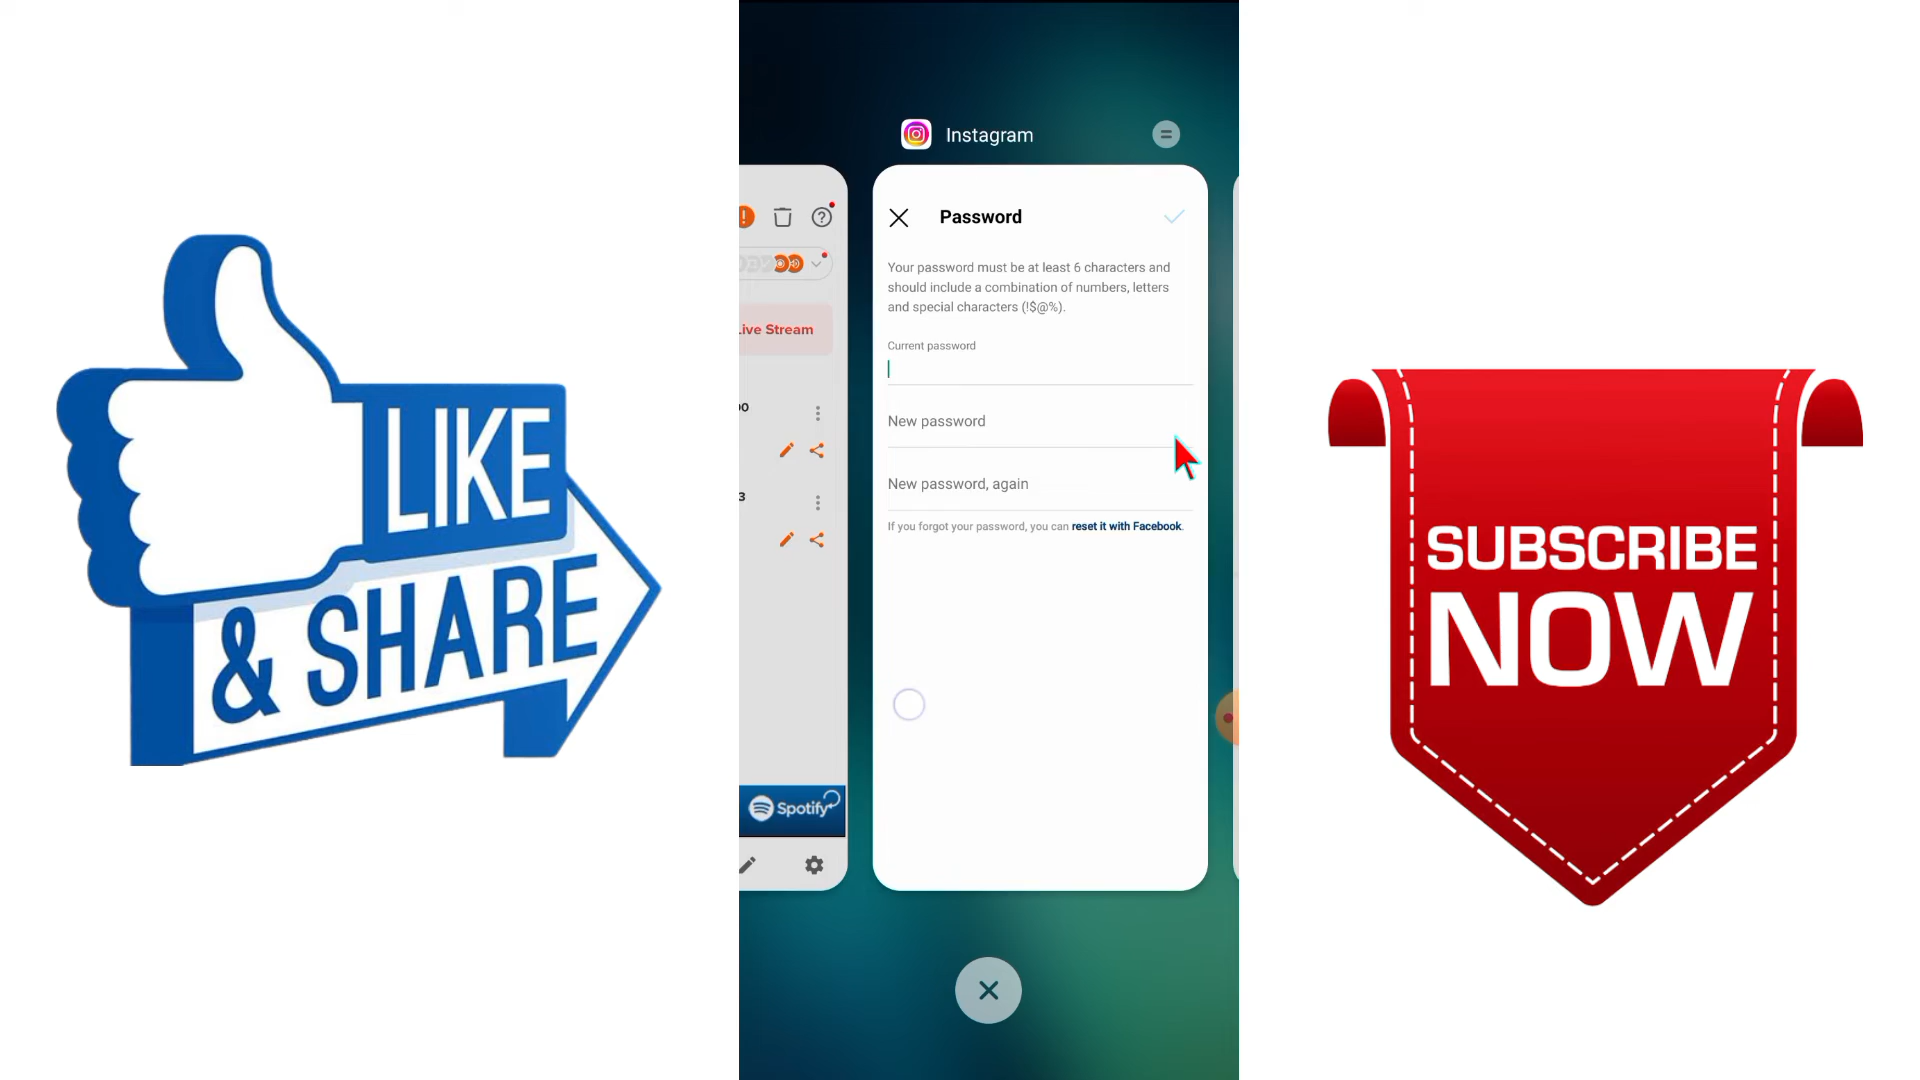 LIKE
& SHARE
Live Stream
3
Spotify
Instagram
Password
Your password must be at least 6 characters and
should include a combination of numbers, letters
and special characters (!$@%).
Current password
New password
New password, again
If you forgot your password, you can reset it with Facebook.
SUBSCRIBE
NOW